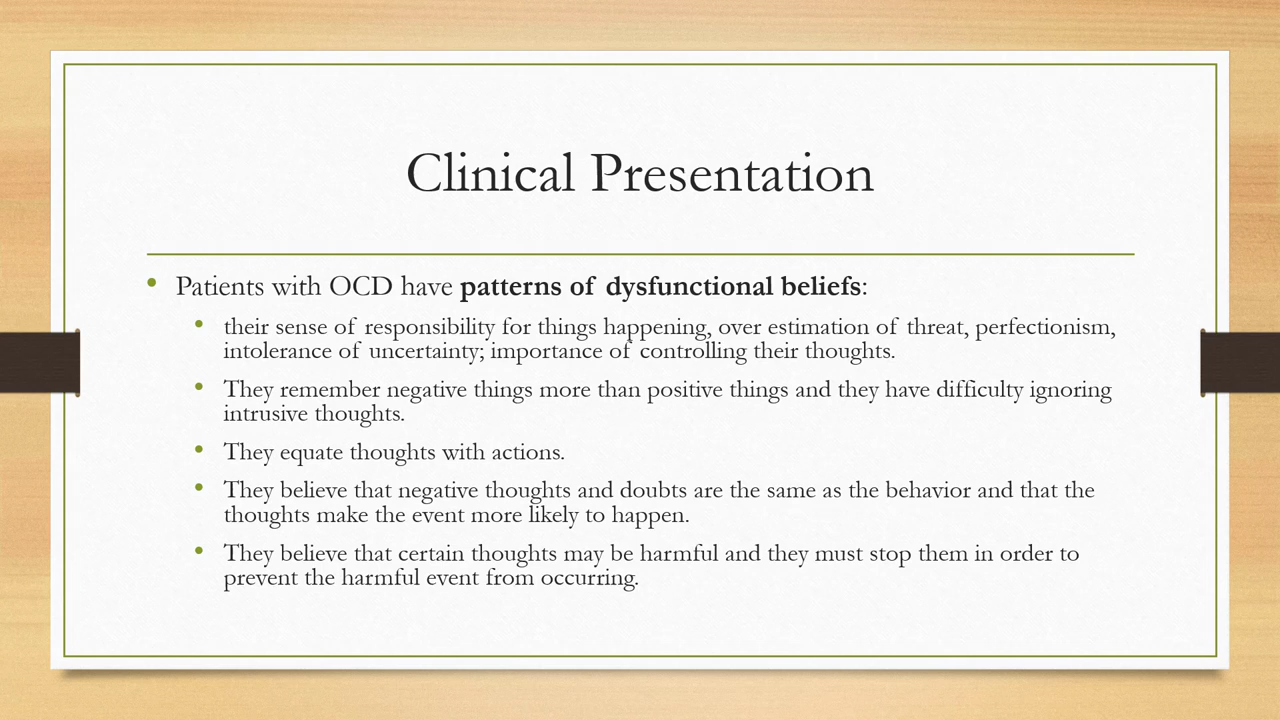 Clinical Presentation
• Patients with OCD have patterns of dysfunctional beliefs:
• their sense of responsibility for things happening, over estimation of threat, perfectionism,
intolerance of uncertainty; importance of controlling their thoughts.
• They remember negative things more than positive things and they have difficulty ignoring
intrusive thoughts.
• They equate thoughts with actions.
• They believe that negative thoughts and doubts are the same as the behavior and that the
thoughts make the event more likely to happen.
• They believe that certain thoughts may be harmful and they must stop them in order to
prevent the harmful event from occurring.